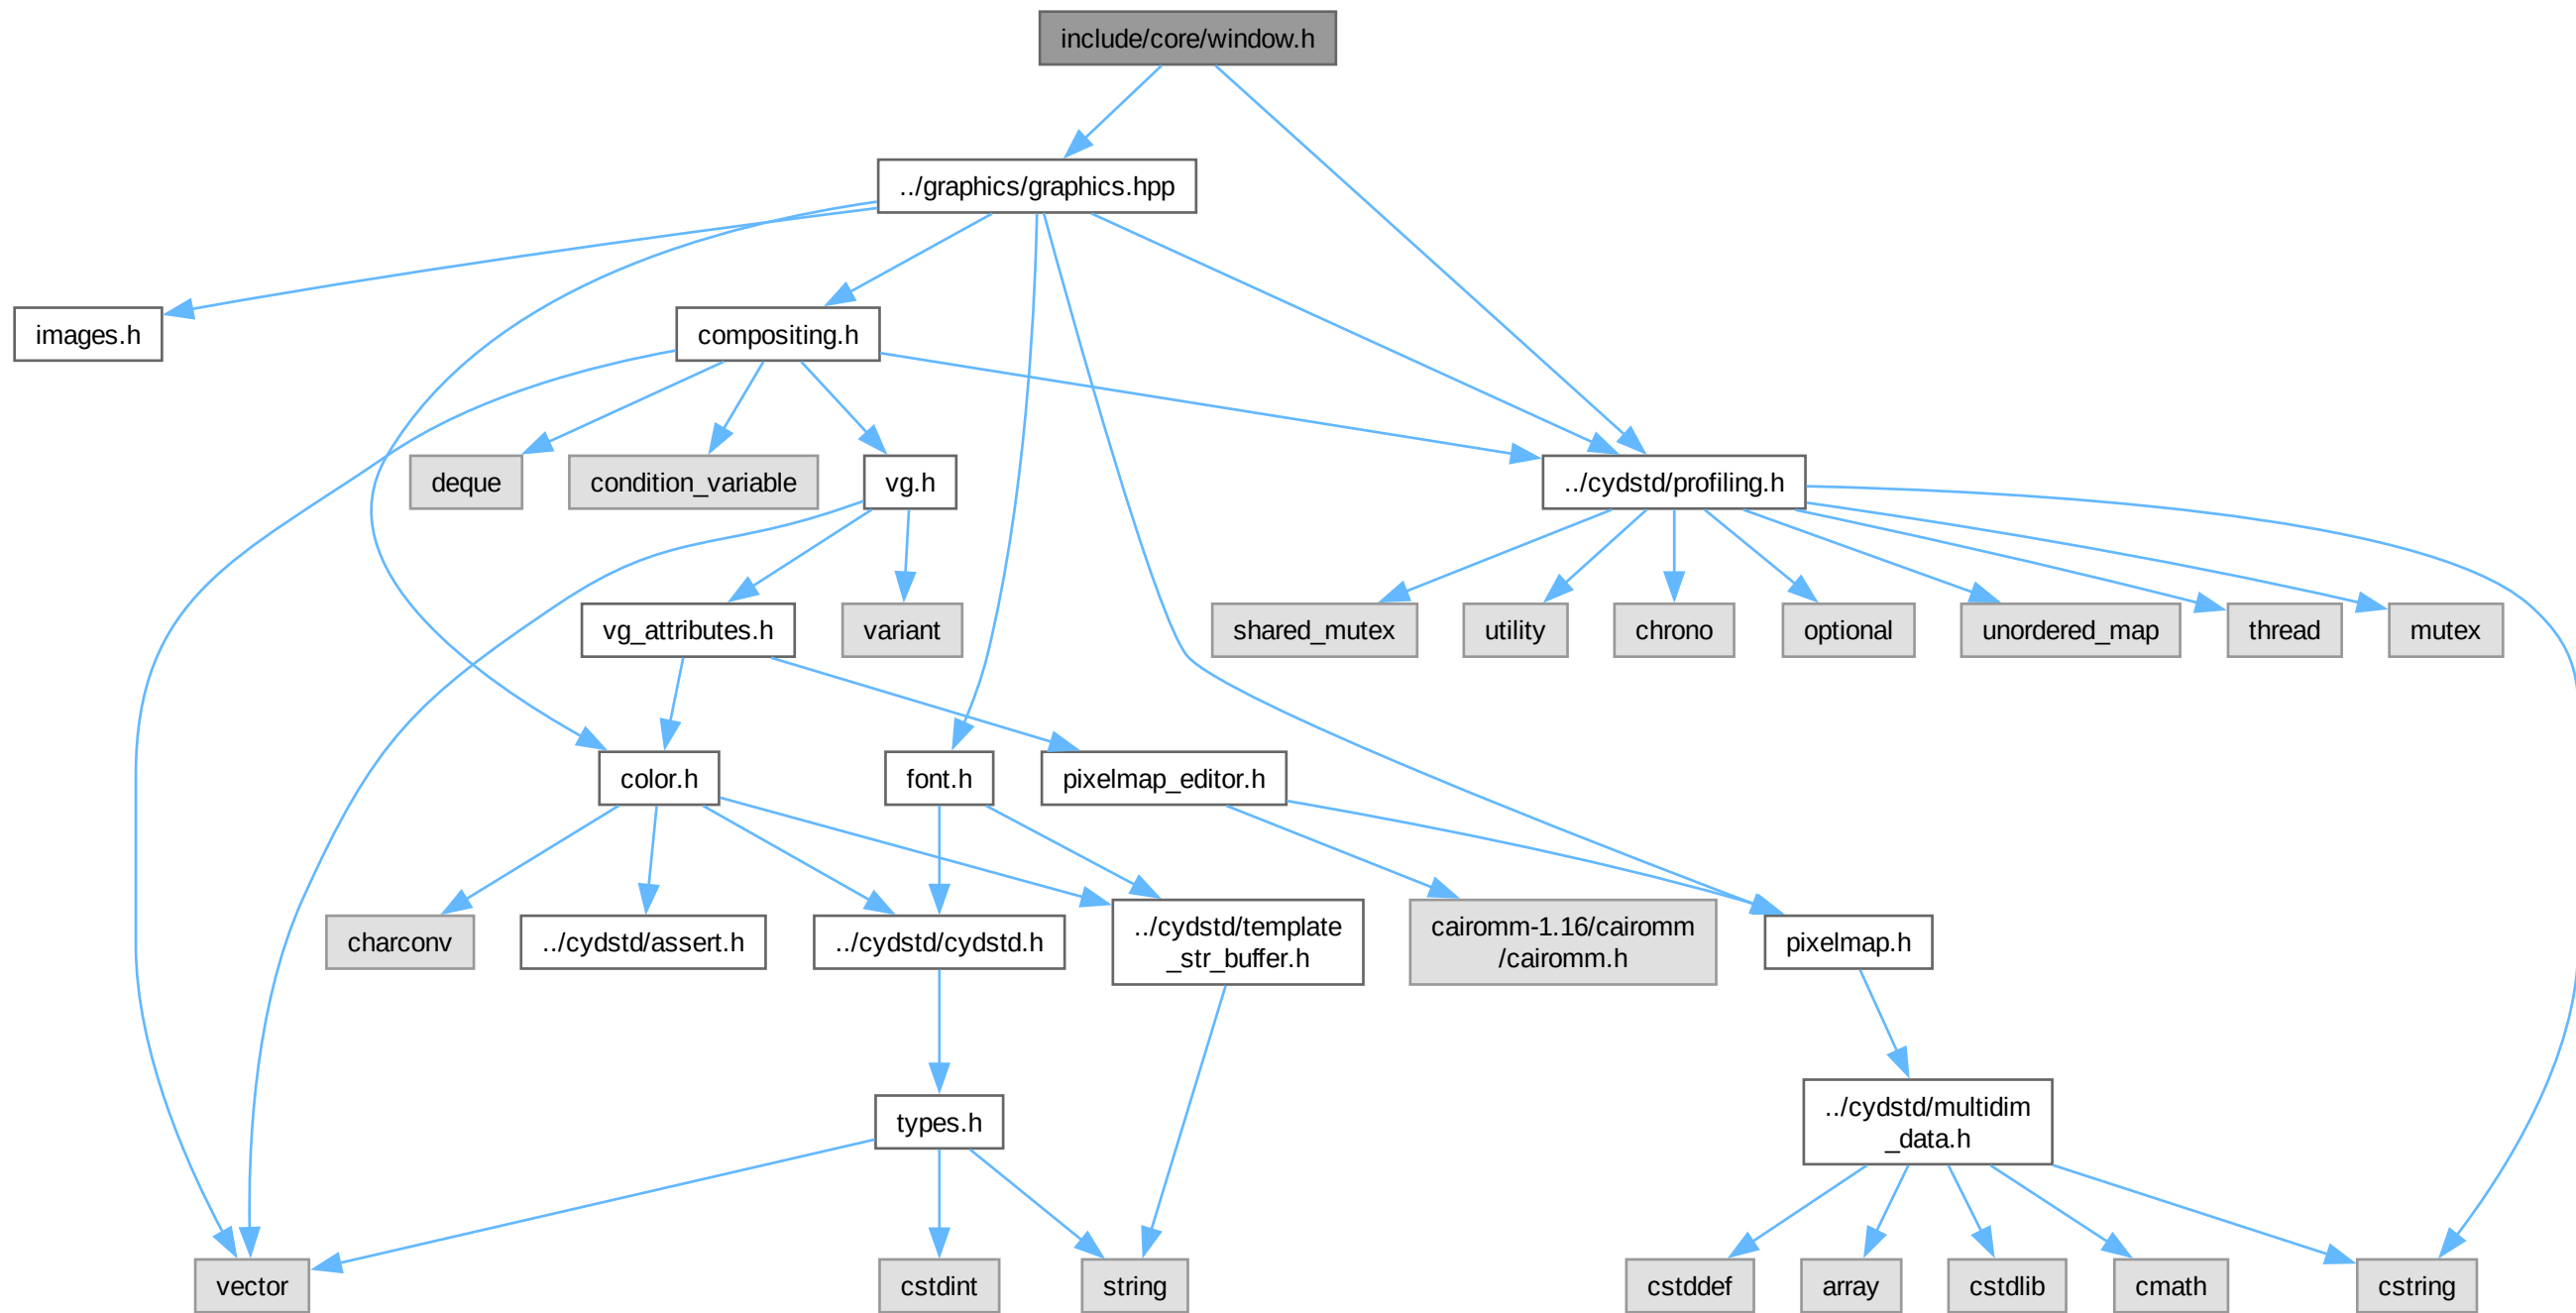 include/core/window.h
../graphics/graphics.hpp
images.h
compositing.h
deque
condition_variable
vg.h
../cydstd/profiling.h
vg_attributes.h
variant
shared_mutex
utility
chrono
optional
unordered_map
thread
mutex
color.h
font.h
pixelmap_editor.h
charconv
../cydstd/assert.h
../cydstd/cydstd.h
../cydstd/template
_str_buffer.h
cairomm-1.16/cairomm
/cairomm.h
pixelmap.h
types.h
../cydstd/multidim
_data.h
vector
cstdint
string
cstddef
array
cstdlib
cmath
cstring